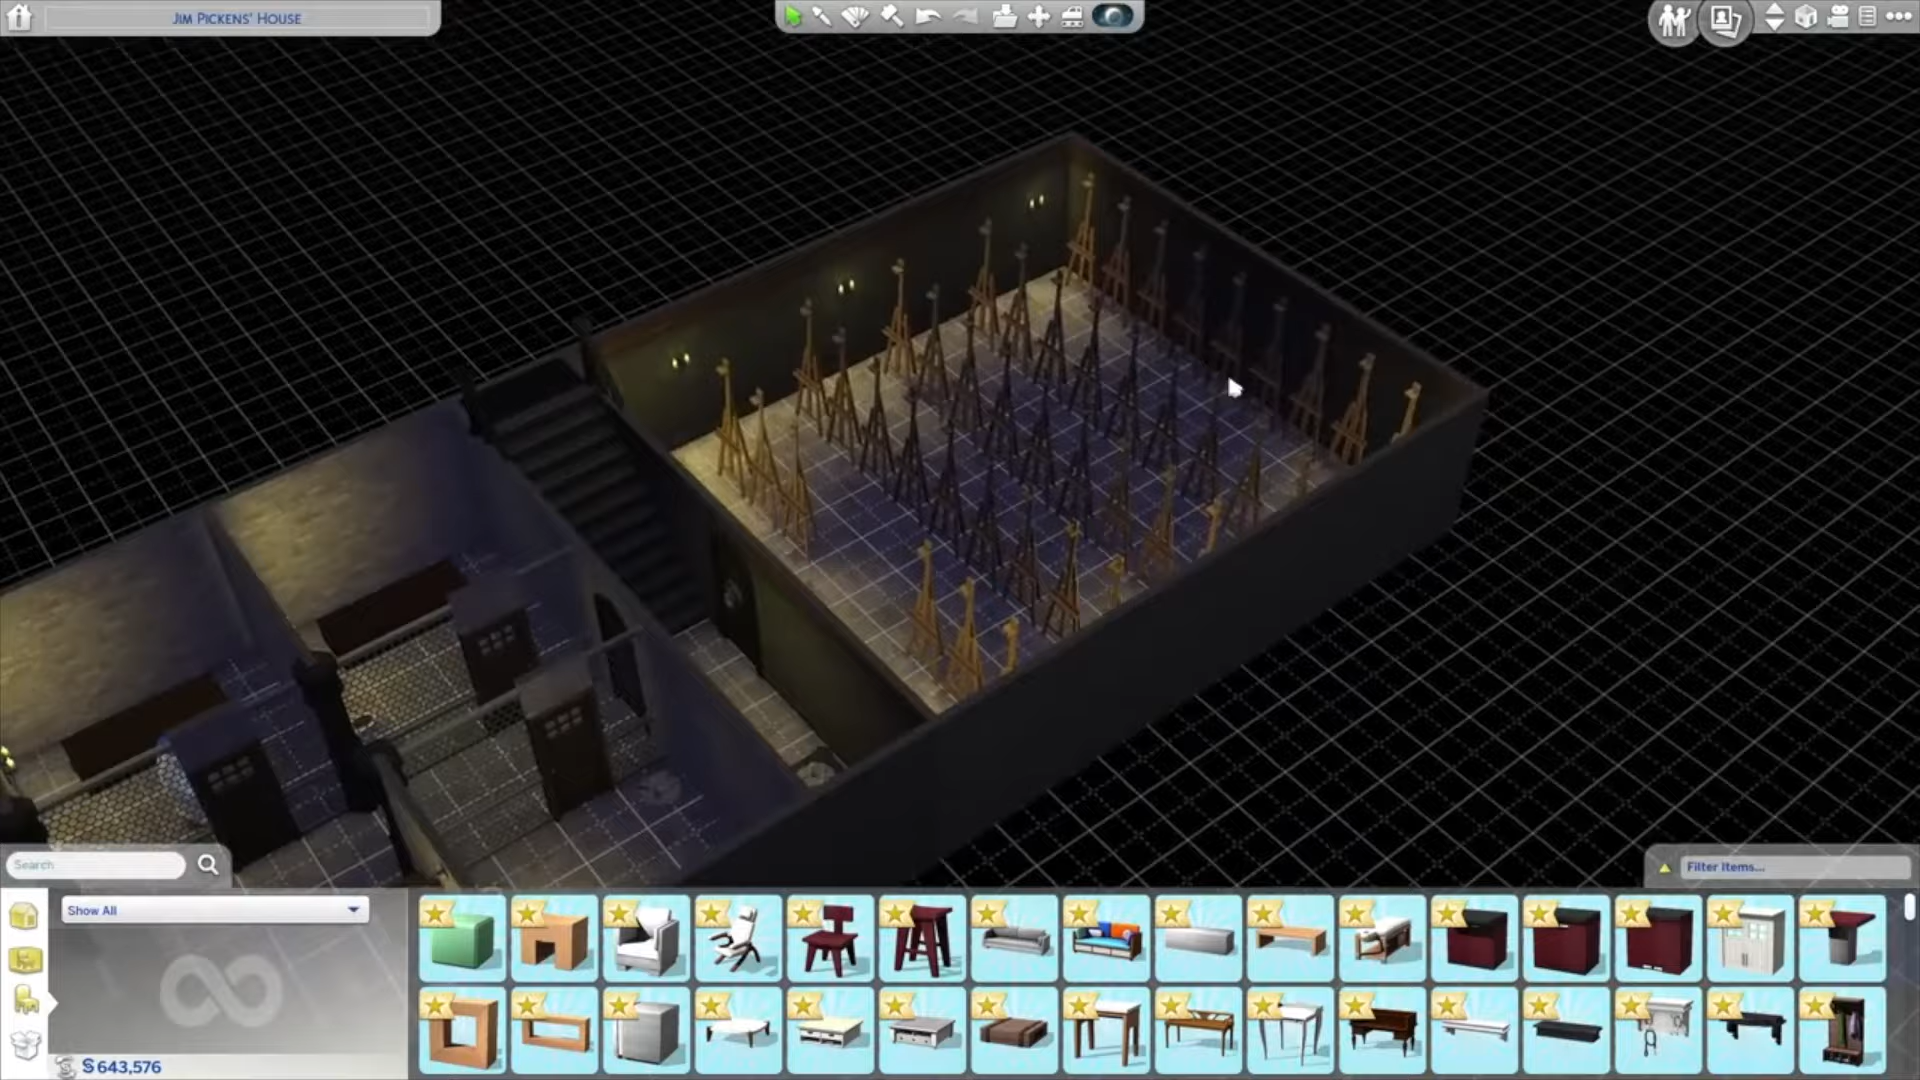 JIM PICKENS' HOUSE
Search
Filter Items...
Show All
§643,576